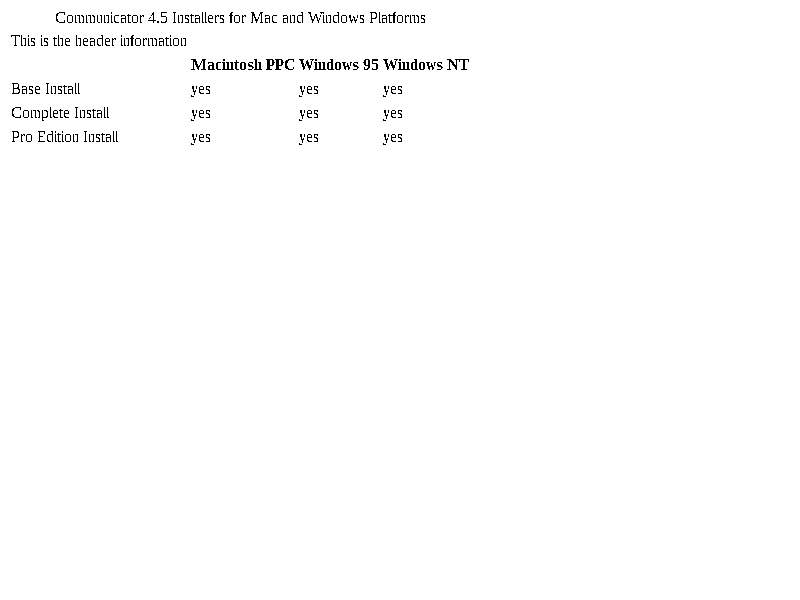 Communicator 4.5 Installers for Mac and Windows Platforms
This is the header information
Macintosh PPC Windows 95 Windows NT
Base Install yes yes yes
Complete Install yes yes yes
Pro Edition Install yes yes yes